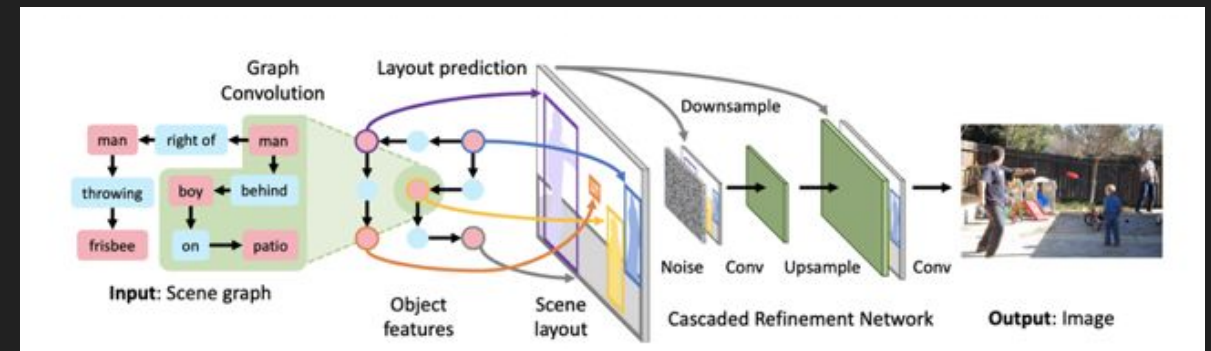 Graph
Convolution
Layout prediction
Downsample
man
right of
man
throwing
boy
behind
frisbee
on
patio
Input: Scene graph
Object
features
Scene
layout
Noise
Conv
Upsample
Conv
Cascaded Refinement Network
Output: Image